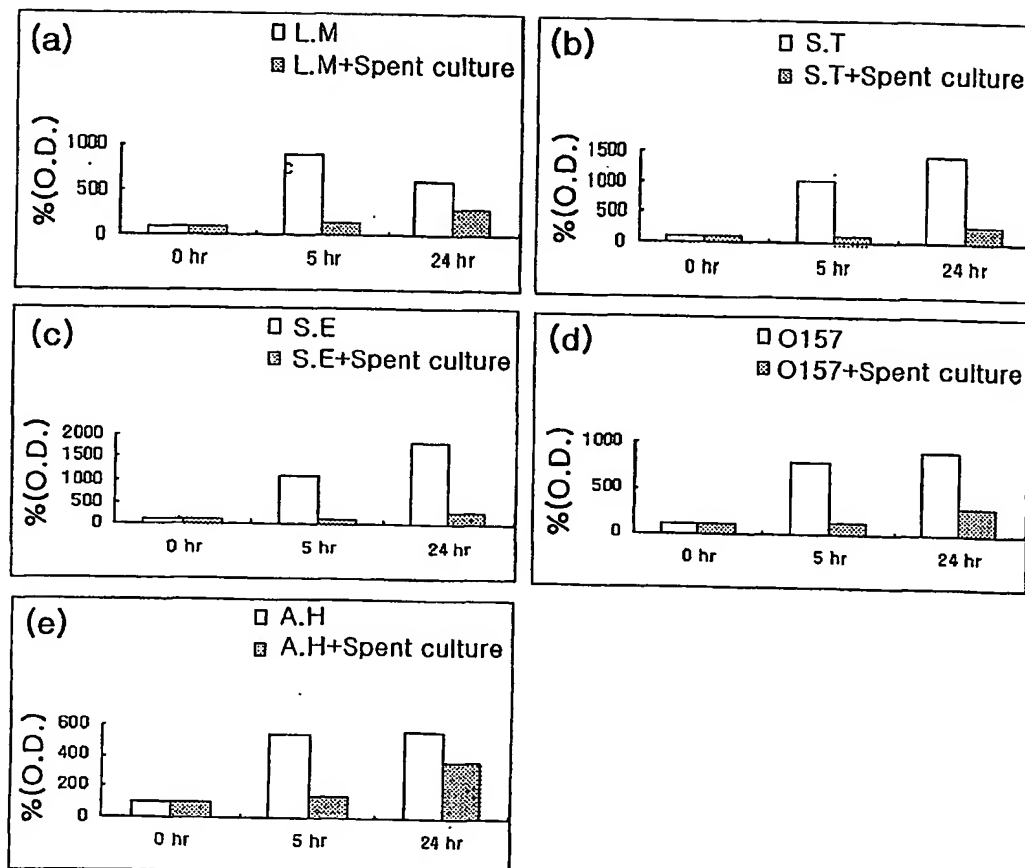 (a)
L.M
L.M+Spent culture
%(O.D.)
1000
500
0
0 hr 5 hr 24 hr
(b)
S.T
S.T+Spent culture
%(O.D.)
1500
1000
500
0
0 hr 5 hr 24 hr
(c)
S.E
S.E+Spent culture
%(O.D.)
2000
1500
1000
500
0
0 hr 5 hr 24 hr
(d)
O157
O157+Spent culture
%(O.D.)
1000
500
0
0 hr 5 hr 24 hr
(e)
A.H
A.H+Spent culture
%(O.D.)
600
400
200
0
0 hr 5 hr 24 hr